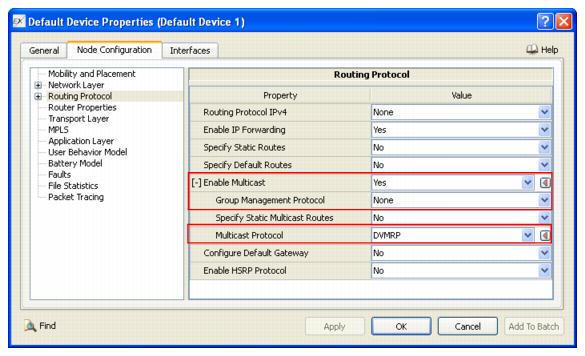 EX Default Device Properties (Default Device 1)
General Node Configuration Interfaces Help
Mobility and Placement
Network Layer
Routing Protocol
Router Properties
Transport Layer
MPLS
Application Layer
User Behavior Model
Battery Model
Faults
File Statistics
Packet Tracing
Routing Protocol
Property Value
Routing Protocol IPv4 None
Enable IP Forwarding Yes
Specify Static Routes No
Specify Default Routes No
[-] Enable Multicast Yes
Group Management Protocol None
Specify Static Multicast Routes No
Multicast Protocol DVMRP
Configure Default Gateway No
Enable HSRP Protocol No
Find Apply OK Cancel Add To Batch